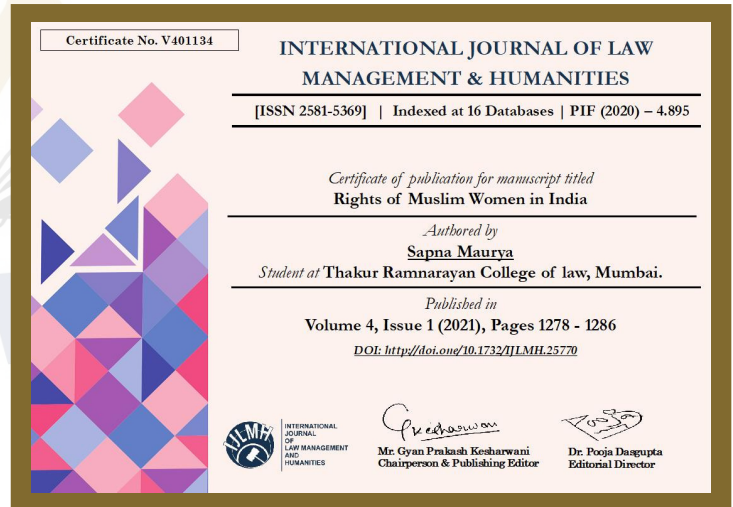 Certificate No. V401134
INTERNATIONAL JOURNAL OF LAW
MANAGEMENT & HUMANITIES
[ISSN 2581-5369] | Indexed at 16 Databases | PIF (2020) – 4.895
Certificate of publication for manuscript titled
Rights of Muslim Women in India
Authored by
Sapna Maurya
Student at Thakur Ramnarayan College of law, Mumbai.
Published in
Volume 4, Issue 1 (2021), Pages 1278 - 1286
DOI: http://doi.one/10.1732/IJLMH.25770
IJLMH
INTERNATIONAL
JOURNAL
OF
LAW MANAGEMENT
AND
HUMANITIES
Gkesharwani
Mr. Gyan Prakash Kesharwani
Chairperson & Publishing Editor
Pooja
Dr. Pooja Dasgupta
Editorial Director